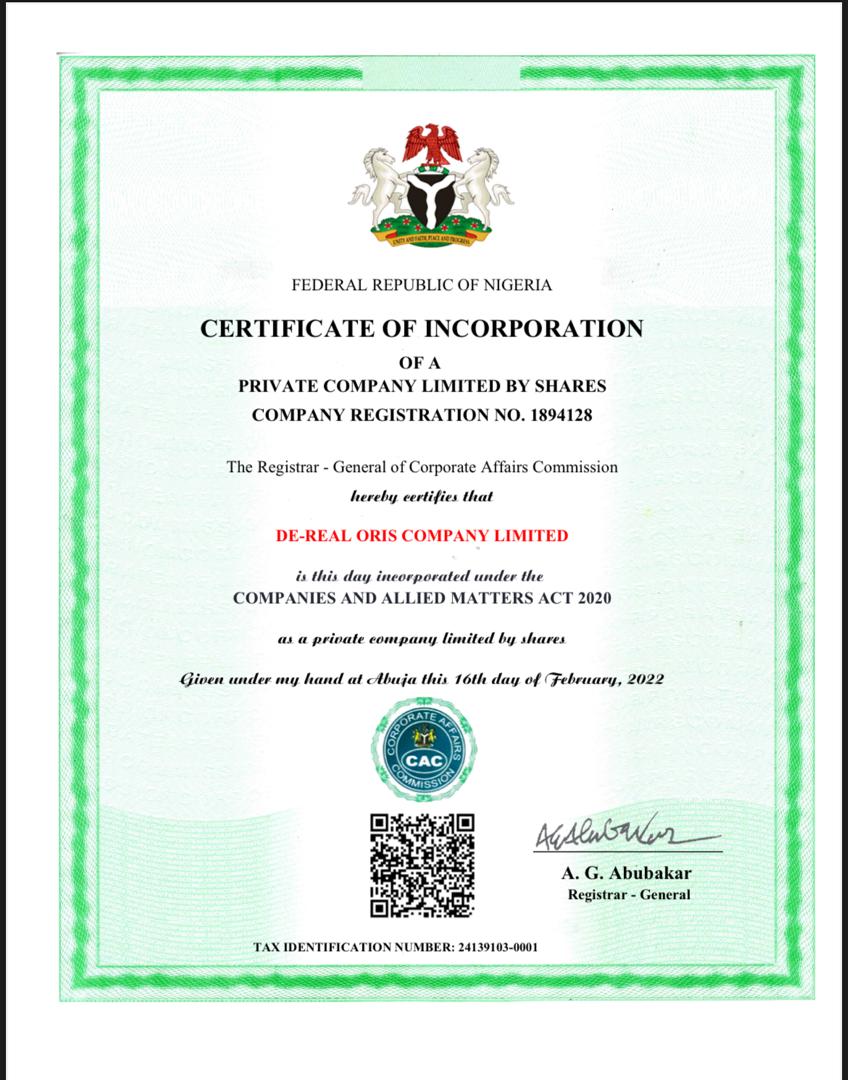 UNITY AND FAITH, PEACE AND PROGRESS
FEDERAL REPUBLIC OF NIGERIA
CERTIFICATE OF INCORPORATION
OF A
PRIVATE COMPANY LIMITED BY SHARES
COMPANY REGISTRATION NO. 1894128
The Registrar - General of Corporate Affairs Commission
hereby certifies that
DE-REAL ORIS COMPANY LIMITED
is this day incorporated under the
COMPANIES AND ALLIED MATTERS ACT 2020
as a private company limited by shares
Given under my hand at Abuja this 16th day of February, 2022
CORPORATE AFFAIRS
CAC
COMMISSION
A. G. Abubakar
Registrar - General
TAX IDENTIFICATION NUMBER: 24139103-0001